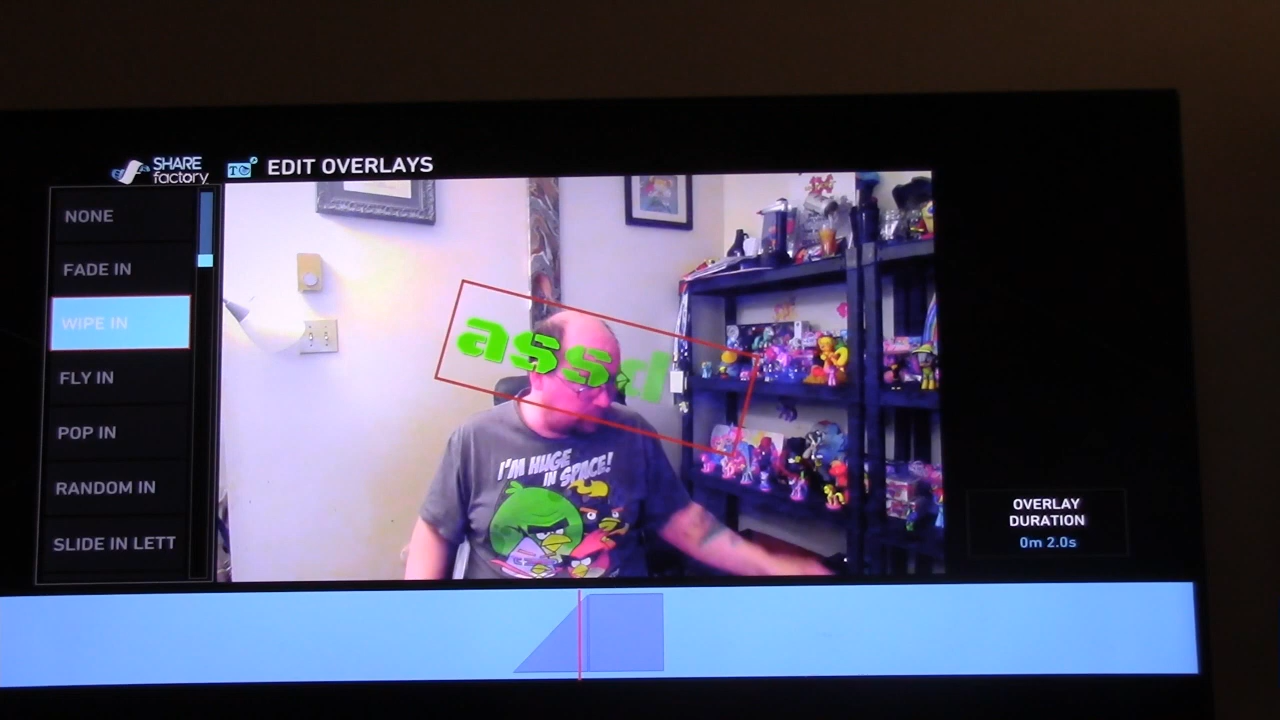 SHARE
factory
EDIT OVERLAYS
NONE
FADE IN
WIPE IN
FLY IN
POP IN
RANDOM IN
SLIDE IN LETT
assd
I'M HUGE
IN SPACE!
OVERLAY
DURATION
0m 2.0s